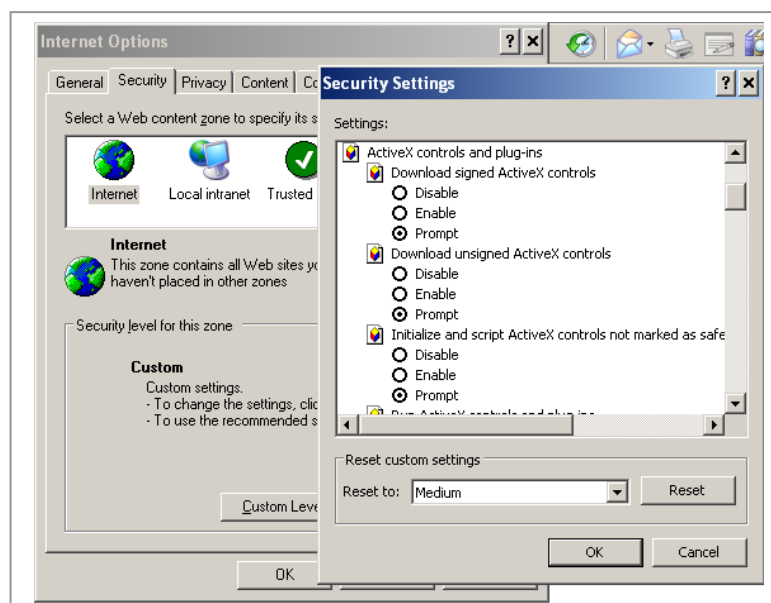 Internet Options
General Security Privacy Content
Select a Web content zone to specify its
Internet Local intranet Trusted
Internet
This zone contains all Web sites
haven't placed in other zones
Security level for this zone
Custom
Custom settings.
- To change the settings,
- To use the recommended
Custom
OK
Security Settings
Settings:
ActiveX controls and plug-ins
Download signed ActiveX controls
Disable
Enable
Prompt
Download unsigned ActiveX controls
Disable
Enable
Prompt
Initialize and script ActiveX controls not marked as safe
Disable
Enable
Prompt
Reset custom settings
Reset to: Medium Reset
OK Cancel